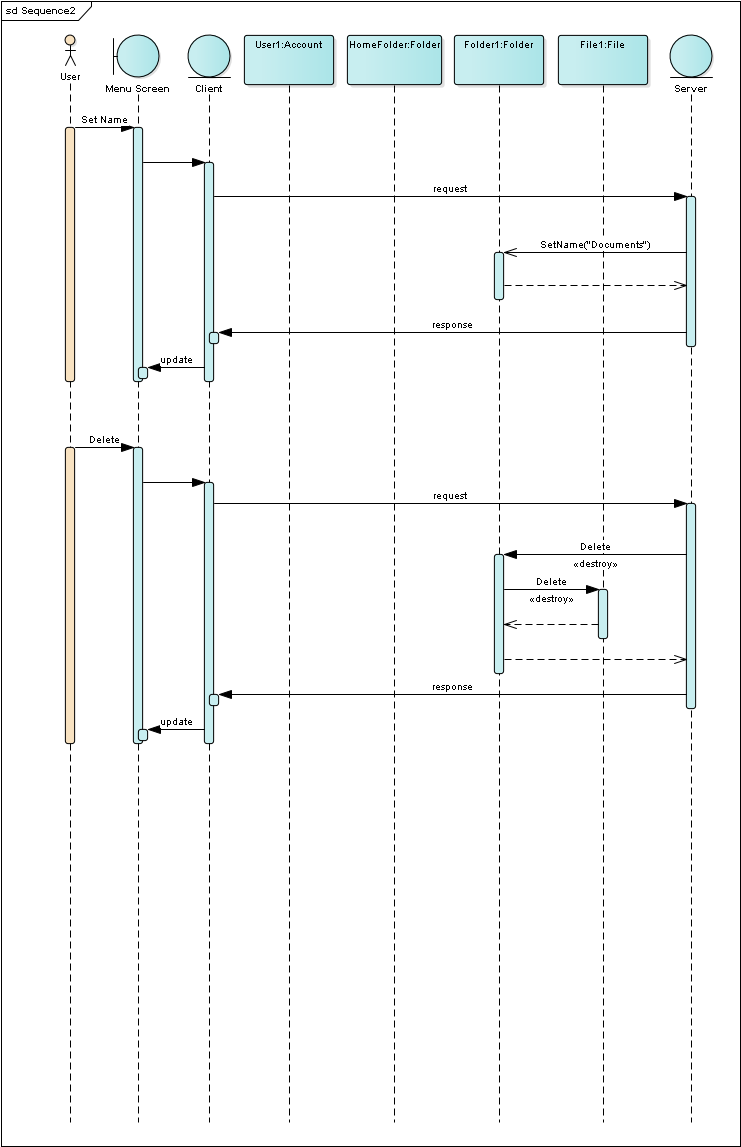 sd Sequence2
User
Menu Screen
Client
User1:Account
HomeFolder:Folder
Folder1:Folder
File1:File
Server
Set Name
request
SetName("Documents")
response
update
Delete
request
Delete
«destroy»
Delete
«destroy»
response
update